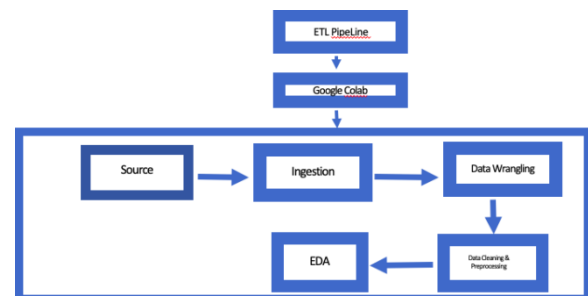 ETL PipeLine
Google Colab
Source
Ingestion
Data Wrangling
Data Cleaning &
Preprocessing
EDA